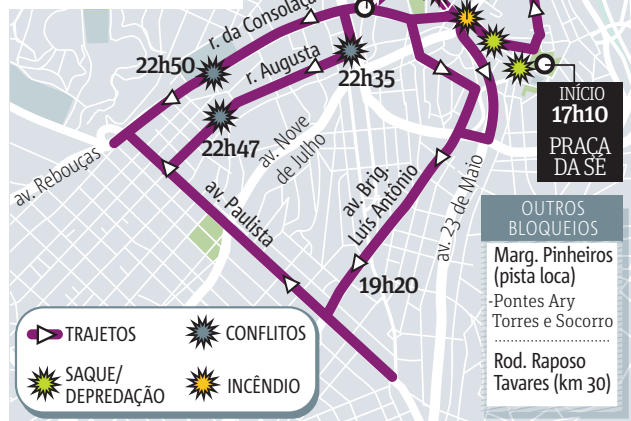 r. da Consolaç
22h50
r. Augusta
22h35
22h47
av. Nove
de Julho
av. Rebouças
av. Paulista
av. Brig.
Luís Antônio
av. 23 de Maio
19h20
INÍCIO
17h10
PRAÇA
DA SÉ
OUTROS
BLOQUEIOS
Marg. Pinheiros
(pista loca)
-Pontes Ary
Torres e Socorro
Rod. Raposo
Tavares (km 30)
TRAJETOS
CONFLITOS
SAQUE/
DEPREDAÇÃO
INCÊNDIO